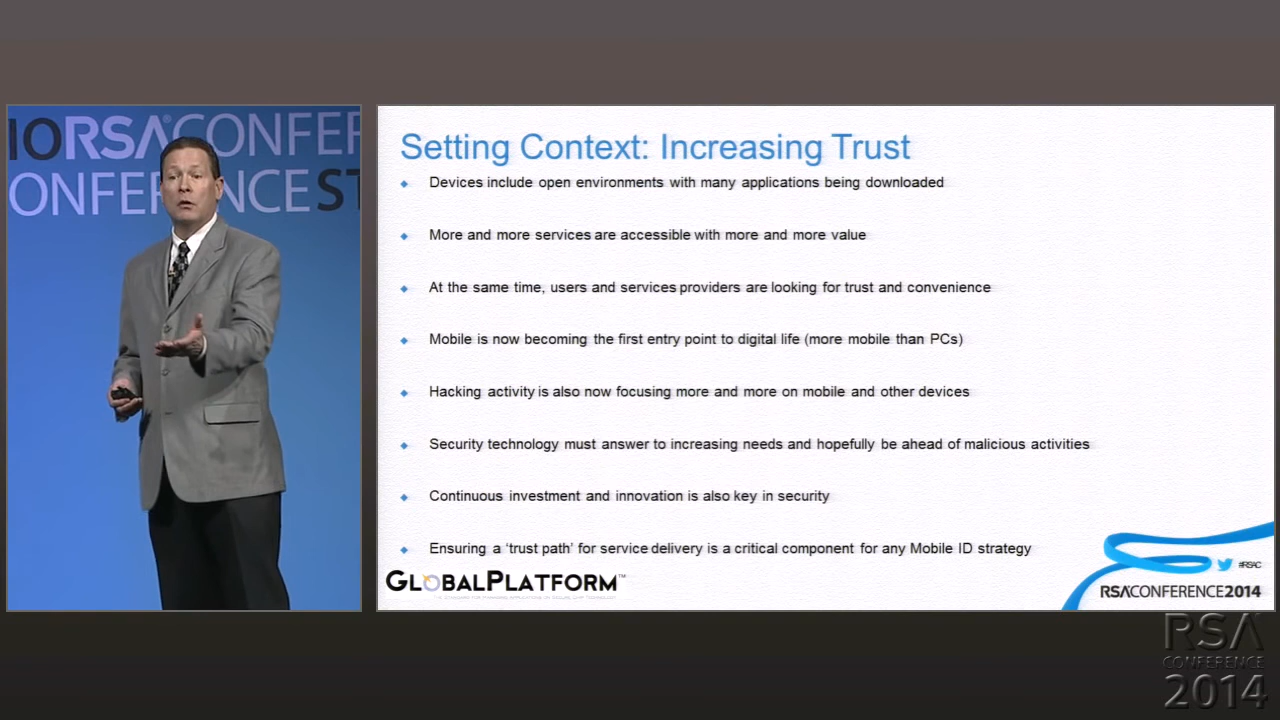 IORSA®CONFER
ONFERENCE ST
Setting Context: Increasing Trust
Devices include open environments with many applications being downloaded
More and more services are accessible with more and more value
At the same time, users and services providers are looking for trust and convenience
Mobile is now becoming the first entry point to digital life (more mobile than PCs)
Hacking activity is also now focusing more and more on mobile and other devices
Security technology must answer to increasing needs and hopefully be ahead of malicious activities
Continuous investment and innovation is also key in security
Ensuring a ‘trust path’ for service delivery is a critical component for any Mobile ID strategy
GLOBALPLATFORM™
#RSAC
RSACONFERENCE2014
RSA
CONFERENCE
2014